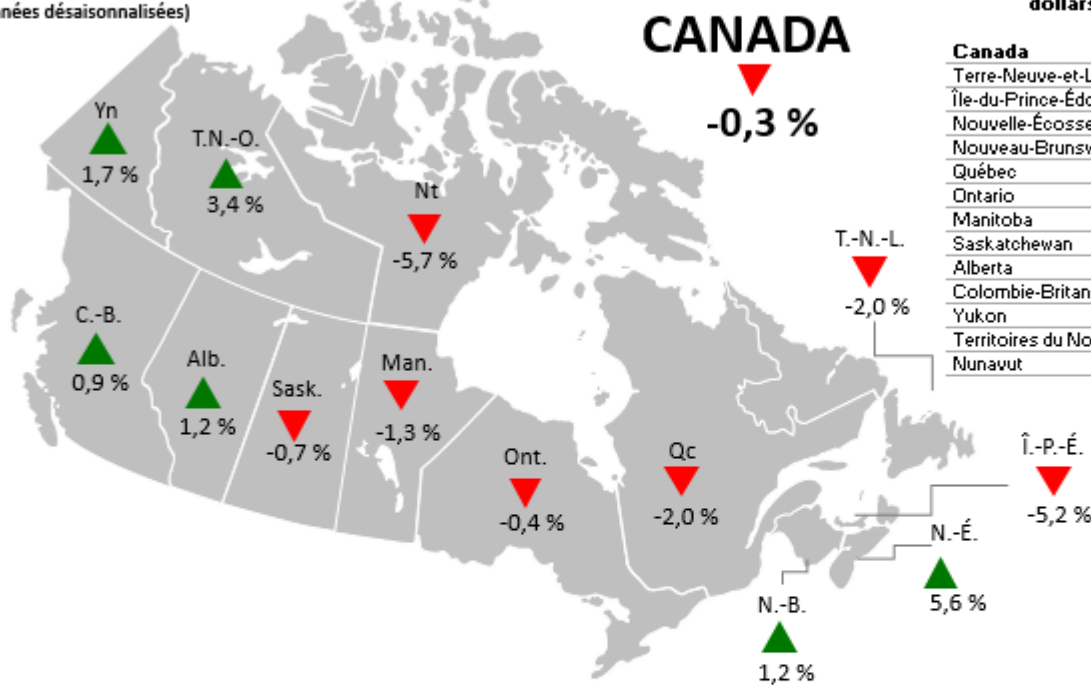 désaisonnalisées)
CANADA
-0,3 %
Yn
1,7 %
T.N.-O.
3,4 %
Nt
-5,7 %
C.-B.
0,9 %
Alb.
1,2 %
Sask.
-0,7 %
Man.
-1,3 %
Ont.
-0,4 %
Qc
-2,0 %
T.-N.-L.
-2,0 %
Î.-P.-É.
-5,2 %
N.-É.
5,6 %
N.-B.
1,2 %
dollars
Canada
Terre-Neuve-et-L
Île-du-Prince-Édo
Nouvelle-Écosse
Nouveau-Brunsw
Québec
Ontario
Manitoba
Saskatchewan
Alberta
Colombie-Britan
Yukon
Territoires du No
Nunavut